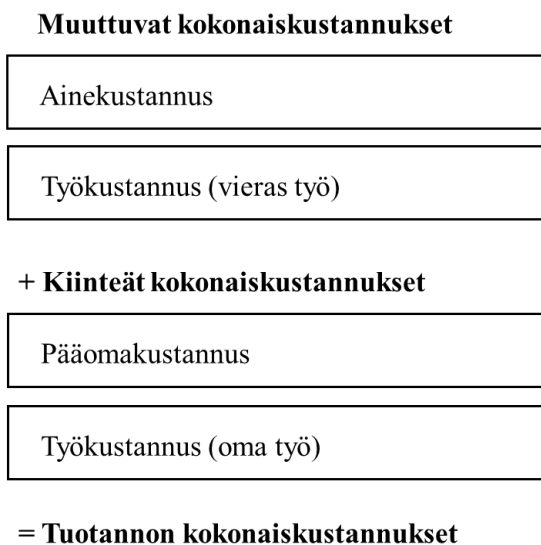 Muuttuvat kokonaiskustannukset
Ainekustannus
Työkustannus (vieras työ)
+ Kiinteät kokonaiskustannukset
Pääomakustannus
Työkustannus (oma työ)
= Tuotannon kokonaiskustannukset